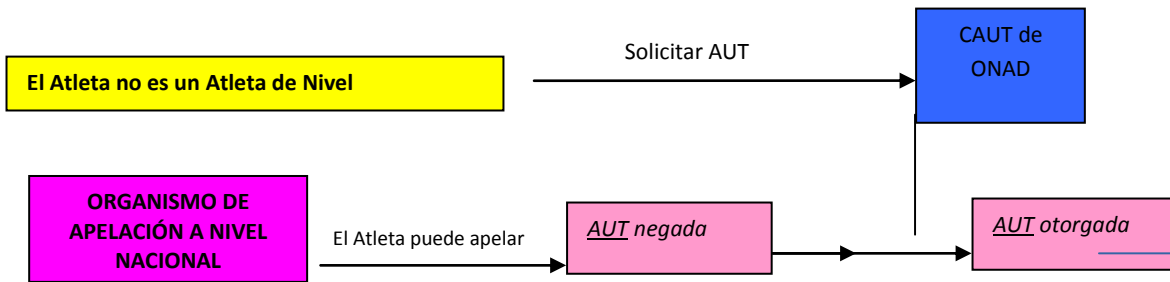 Solicitar AUT
CAUT de
ONAD
El Atleta no es un Atleta de Nivel
ORGANISMO DE
APELACIÓN A NIVEL
NACIONAL
El Atleta puede apelar
AUT negada
AUT otorgada